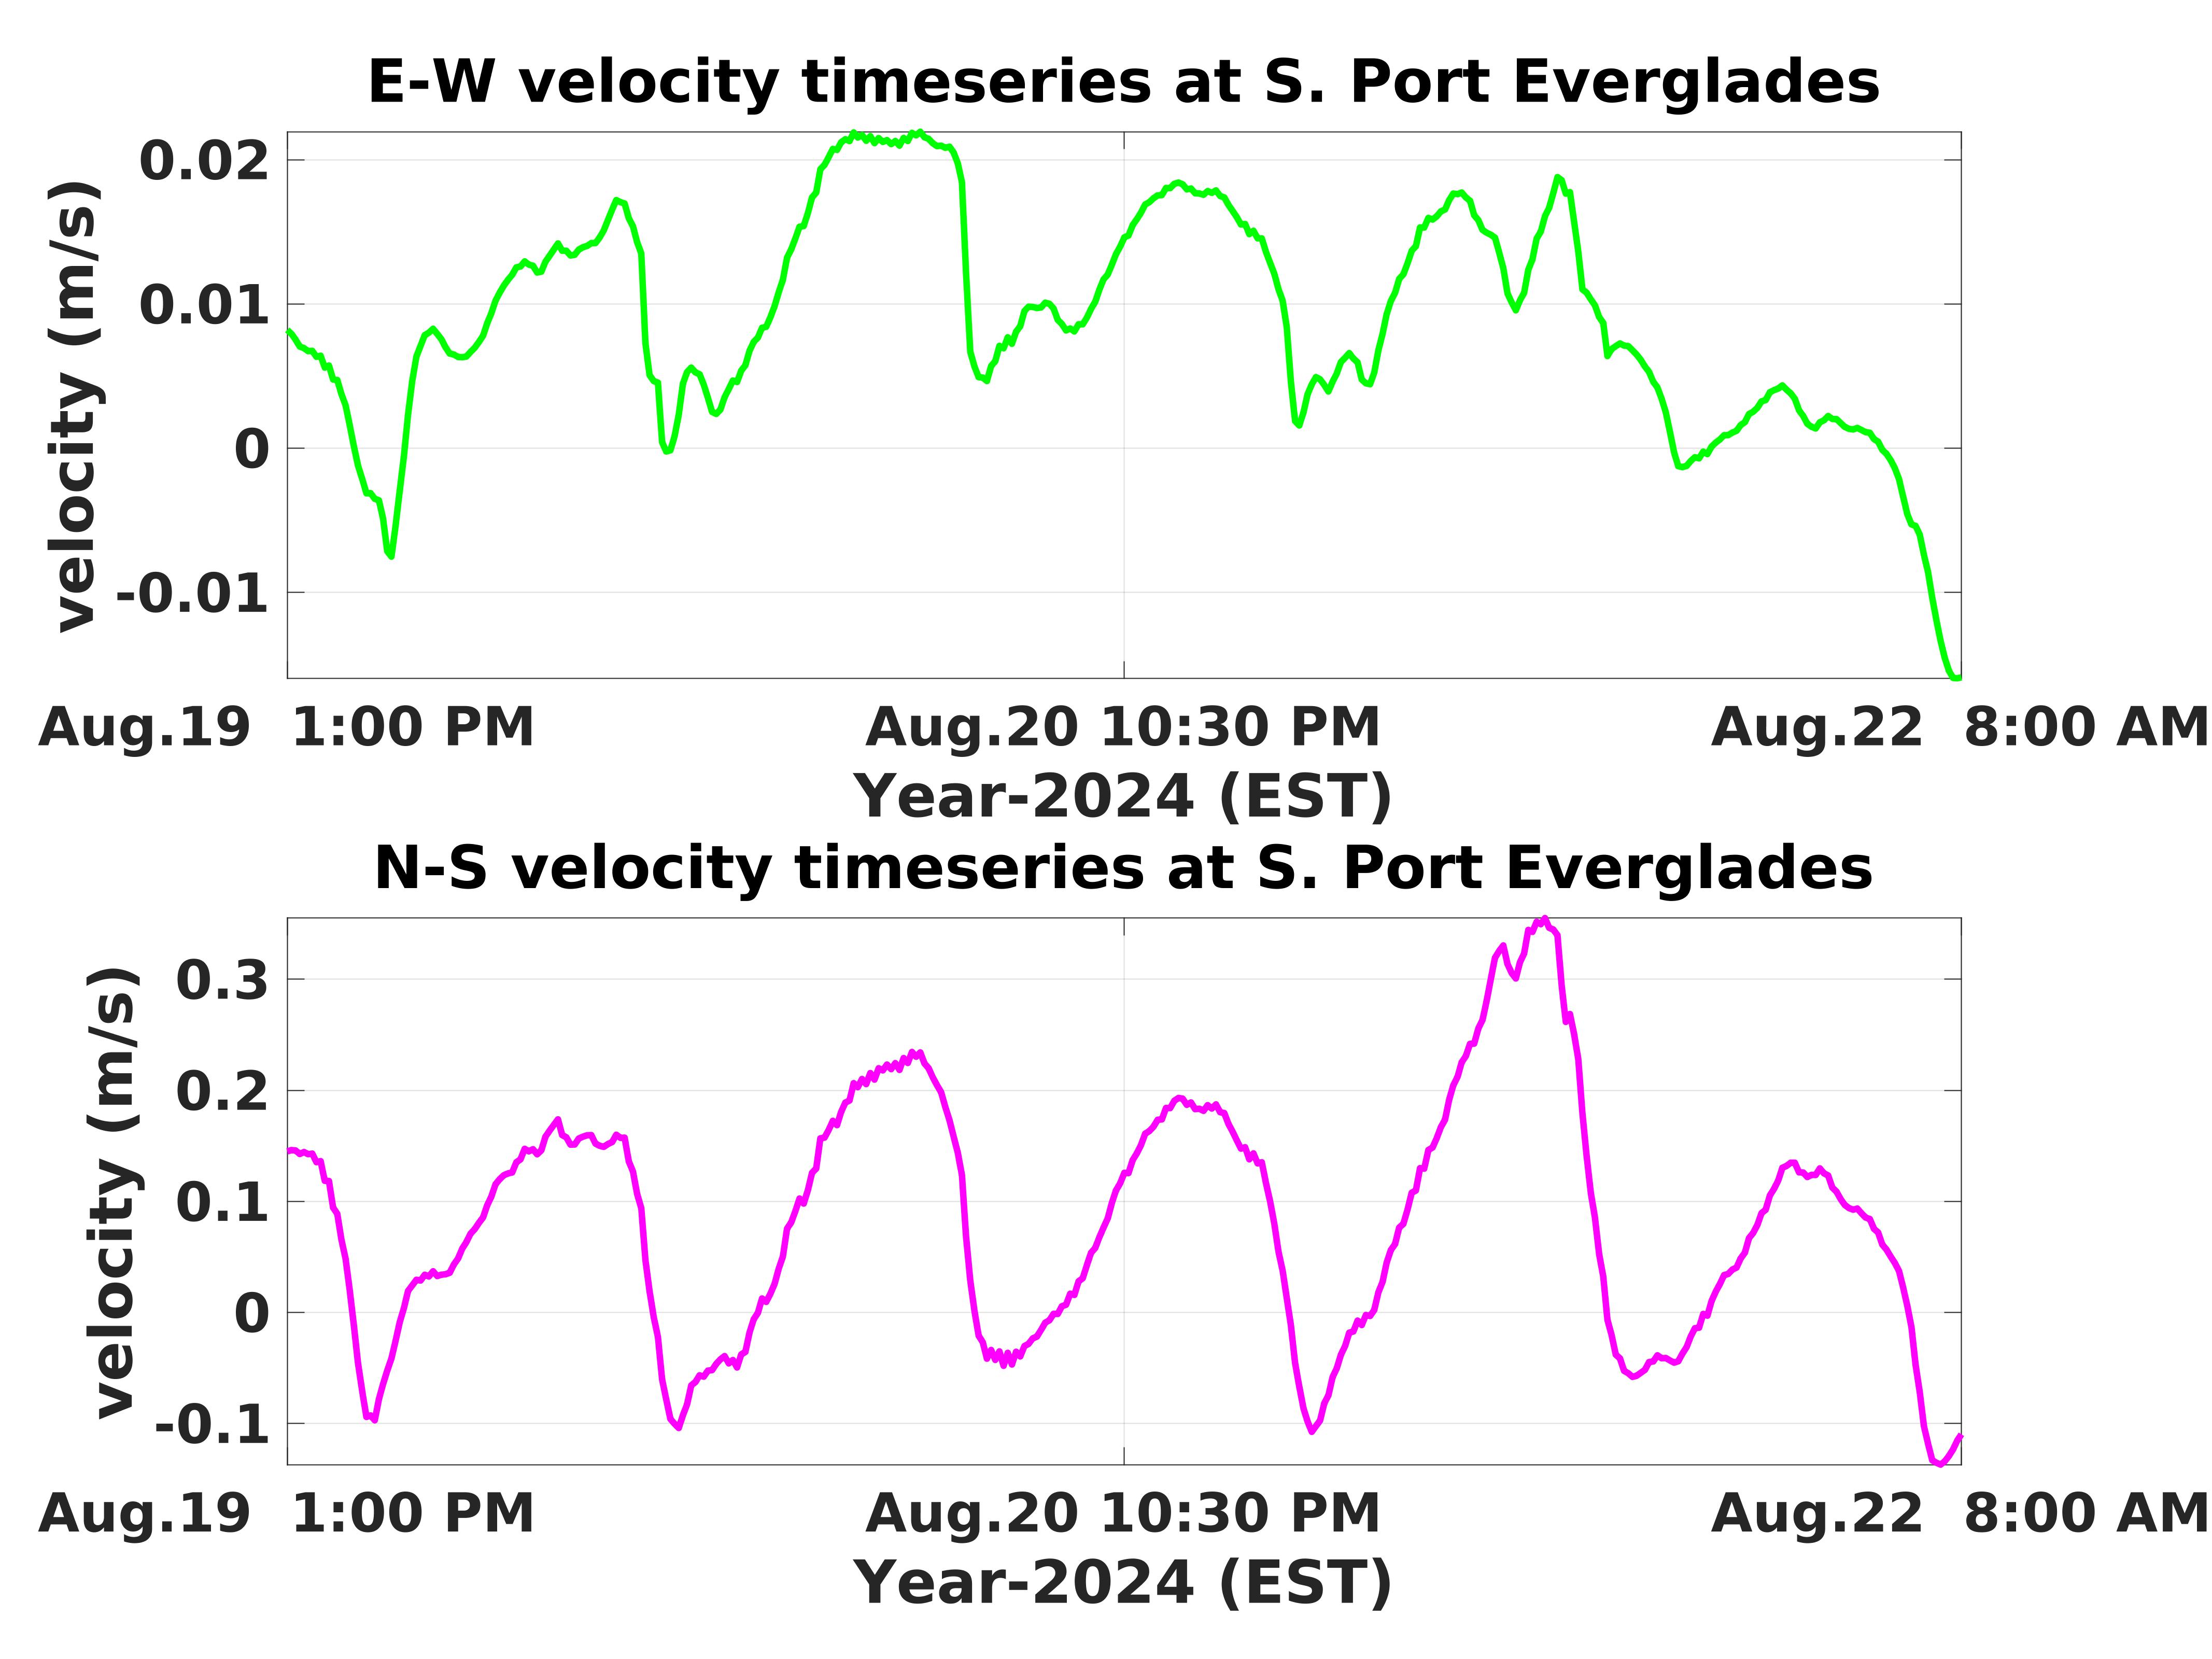 E-W velocity timeseries at S. Port Everglades
velocity (m/s)
0.02
0.01
0
-0.01
Aug.19 1:00 PM Aug.20 10:30 PM Aug.22 8:00 AM
Year-2024 (EST)
N-S velocity timeseries at S. Port Everglades
velocity (m/s)
0.3
0.2
0.1
0
-0.1
Aug.19 1:00 PM Aug.20 10:30 PM Aug.22 8:00 AM
Year-2024 (EST)